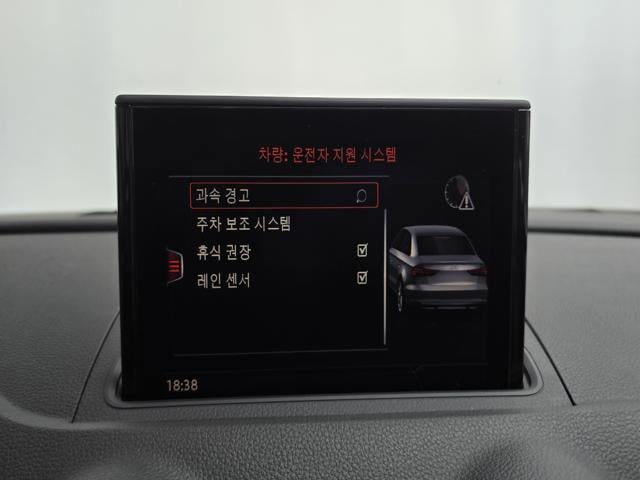 차량: 운전자 지원 시스템
과속 경고
주차 보조 시스템
휴식 권장
레인 센서
18:38